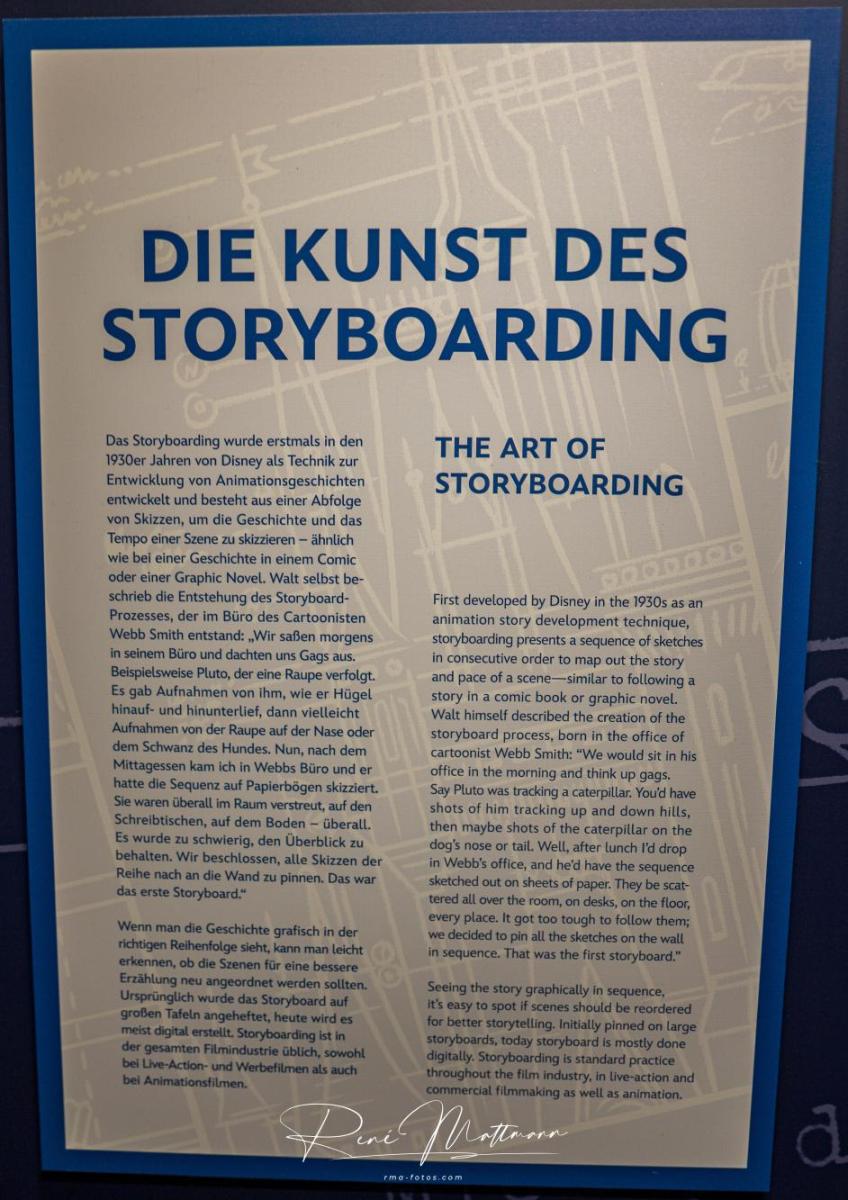 DIE KUNST DES
STORYBOARDING
Das Storyboarding wurde erstmals in den
1930er Jahren von Disney als Technik zur
Entwicklung von Animationsgeschichten
entwickelt und besteht aus einer Abfolge
von Skizzen, um die Geschichte und das
Tempo einer Szene zu skizzieren – ähnlich
wie bei einer Geschichte in einem Comic
oder einer Graphic Novel. Walt selbst be-
schrieb die Entstehung des Storyboard-
Prozesses, der im Büro des Cartoonisten
Webb Smith entstand: „Wir saßen morgens
in seinem Büro und dachten uns Gags aus.
Beispielsweise Pluto, der eine Raupe verfolgt.
Es gab Aufnahmen von ihm, wie er Hügel
hinauf- und hinunterlief, dann vielleicht
Aufnahmen von der Raupe auf der Nase oder
dem Schwanz des Hundes. Nun, nach dem
Mittagessen kam ich in Webbs Büro und er
hatte die Sequenz auf Papierbögen skizziert.
Sie waren überall im Raum verstreut, auf den
Schreibtischen, auf dem Boden – überall.
Es wurde zu schwierig, den Überblick zu
behalten. Wir beschlossen, alle Skizzen der
Reihe nach an die Wand zu pinnen. Das war
das erste Storyboard.“
Wenn man die Geschichte grafisch in der
richtigen Reihenfolge sieht, kann man leicht
erkennen, ob die Szenen für eine bessere
Erzählung neu angeordnet werden sollten.
Ursprünglich wurde das Storyboard auf
großen Tafeln angeheftet, heute wird es
meist digital erstellt. Storyboarding ist in
der gesamten Filmindustrie üblich, sowohl
bei Live-Action- und Werbefilmen als auch
bei Animationsfilmen.
THE ART OF
STORYBOARDING
First developed by Disney in the 1930s as an
animation story development technique,
storyboarding presents a sequence of sketches
in consecutive order to map out the story
and pace of a scene—similar to following a
story in a comic book or graphic novel.
Walt himself described the creation of the
storyboard process, born in the office of
cartoonist Webb Smith: “We would sit in his
office in the morning and think up gags.
Say Pluto was tracking a caterpillar. You’d have
shots of him tracking up and down hills,
then maybe shots of the caterpillar on the
dog’s nose or tail. Well, after lunch I’d drop
in Webb’s office, and he’d have the sequence
sketched out on sheets of paper. They be scat-
tered all over the room, on desks, on the floor,
every place. It got too tough to follow them;
we decided to pin all the sketches on the wall
in sequence. That was the first storyboard.”
Seeing the story graphically in sequence,
it’s easy to spot if scenes should be reordered
for better storytelling. Initially pinned on large
storyboards, today storyboard is mostly done
digitally. Storyboarding is standard practice
throughout the film industry, in live-action and
commercial filmmaking as well as animation.
René Mattmann
rma-fotos.com